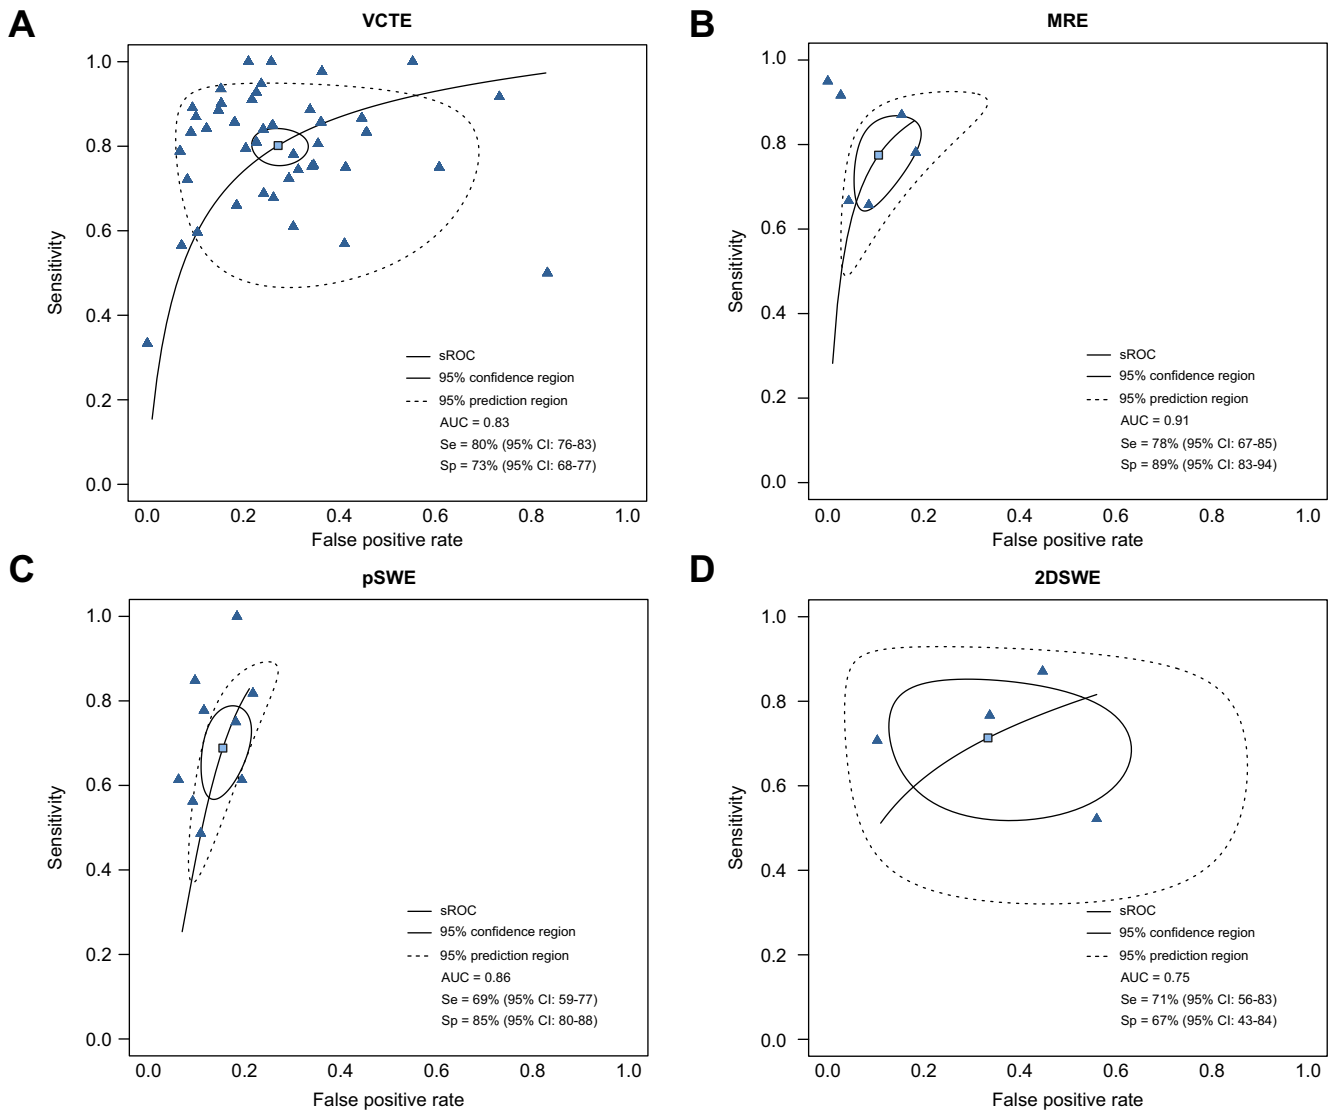 A
VCTE
1.0
0.8
0.6
0.4
0.2
0.0
Sensitivity
sROC
95% confidence region
95% prediction region
AUC = 0.83
Se = 80% (95% CI: 76-83)
Sp = 73% (95% CI: 68-77)
0.0 0.2 0.4 0.6 0.8 1.0
False positive rate
B
MRE
1.0
0.8
0.6
0.4
0.2
0.0
Sensitivity
sROC
95% confidence region
95% prediction region
AUC = 0.91
Se = 78% (95% CI: 67-85)
Sp = 89% (95% CI: 83-94)
0.0 0.2 0.4 0.6 0.8 1.0
False positive rate
C
pSWE
1.0
0.8
0.6
0.4
0.2
0.0
Sensitivity
sROC
95% confidence region
95% prediction region
AUC = 0.86
Se = 69% (95% CI: 59-77)
Sp = 85% (95% CI: 80-88)
0.0 0.2 0.4 0.6 0.8 1.0
False positive rate
D
2DSWE
1.0
0.8
0.6
0.4
0.2
0.0
Sensitivity
sROC
95% confidence region
95% prediction region
AUC = 0.75
Se = 71% (95% CI: 56-83)
Sp = 67% (95% CI: 43-84)
0.0 0.2 0.4 0.6 0.8 1.0
False positive rate